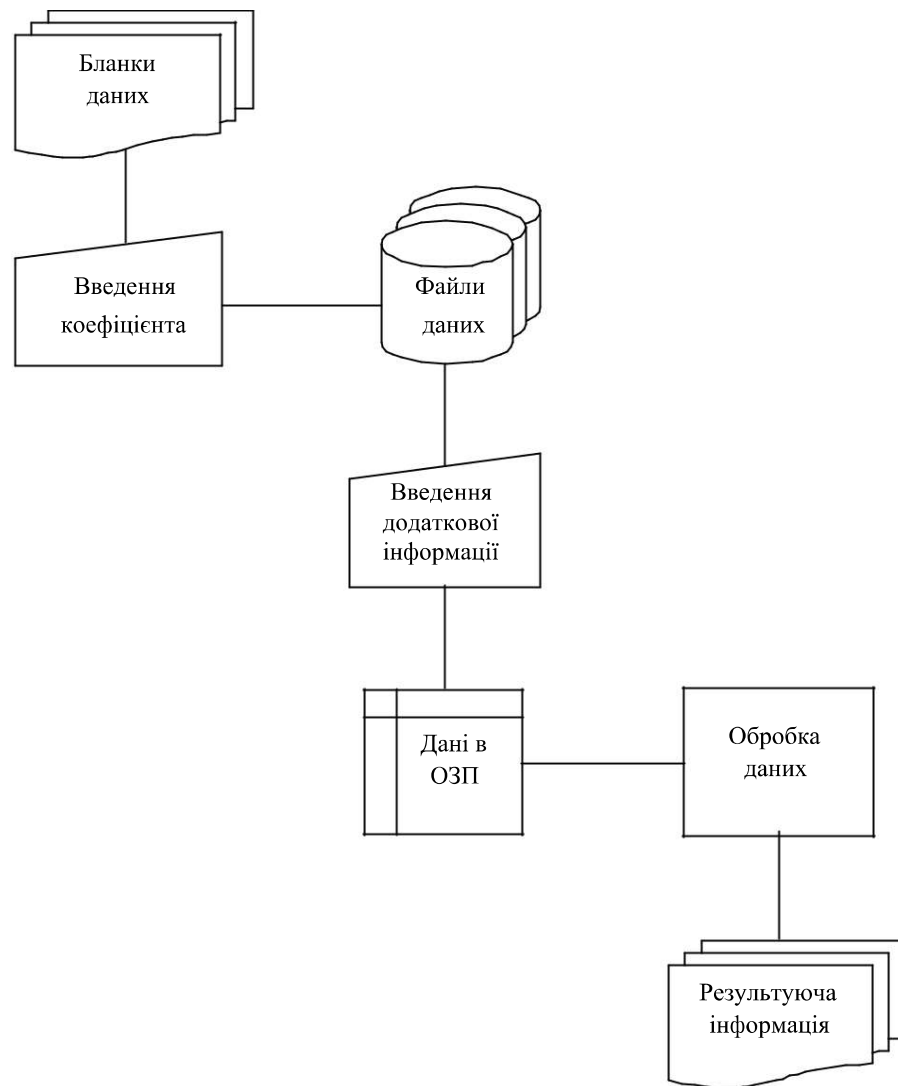 Бланки
даних
Введення
коефіцієнта
Файли
даних
Введення
додаткової
інформації
Дані в
ОЗП
Обробка
даних
Результуюча
інформація